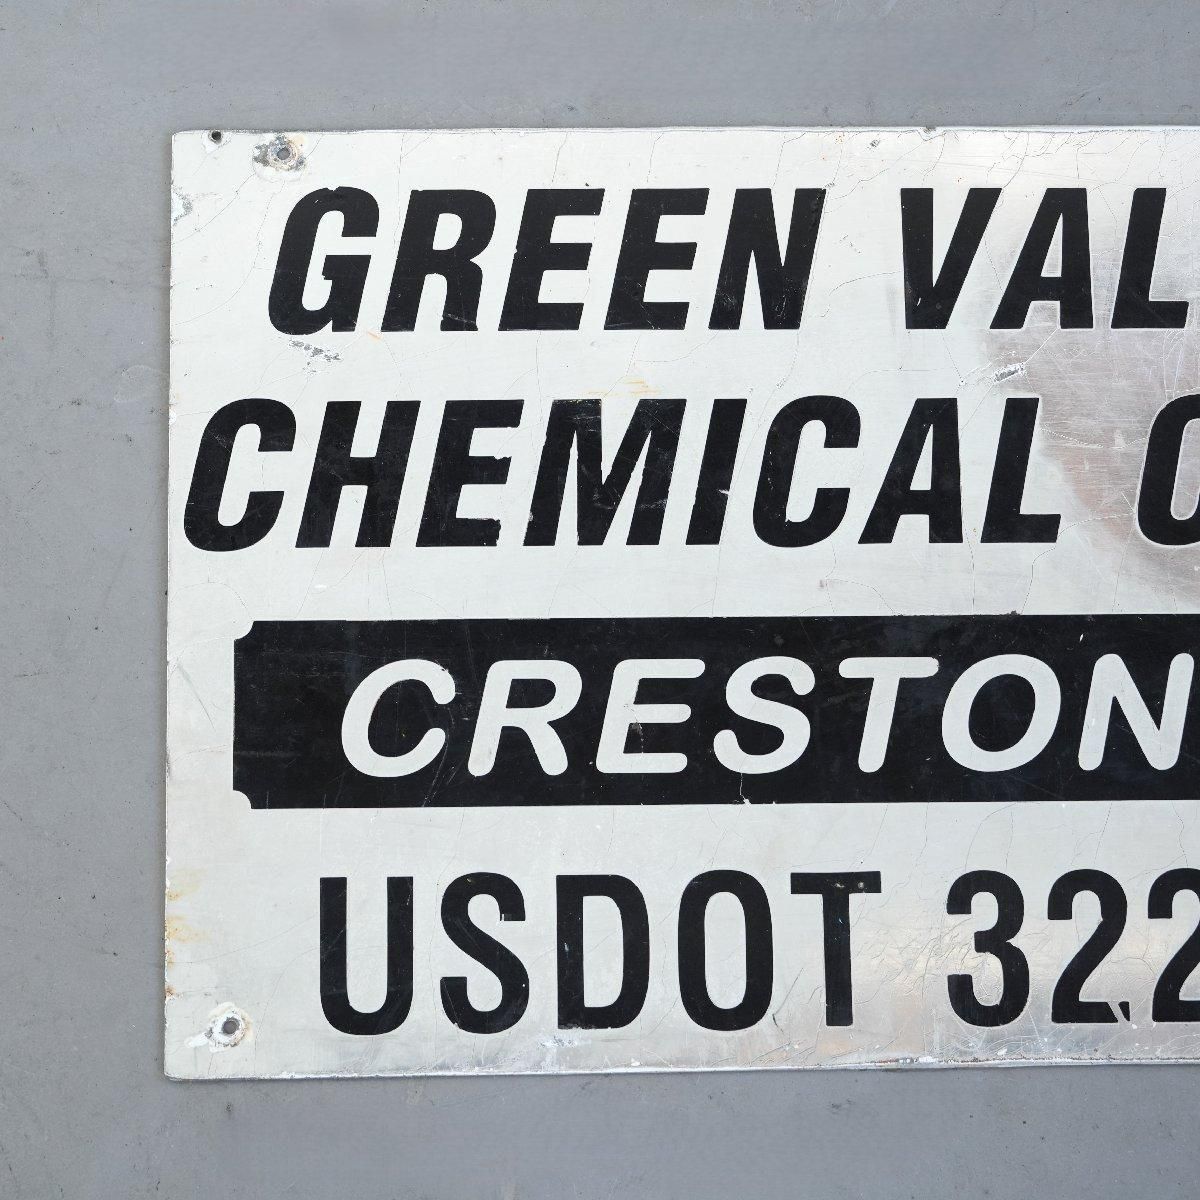 GREEN VAL
CHEMICAL
CRESTON
USDOT 322